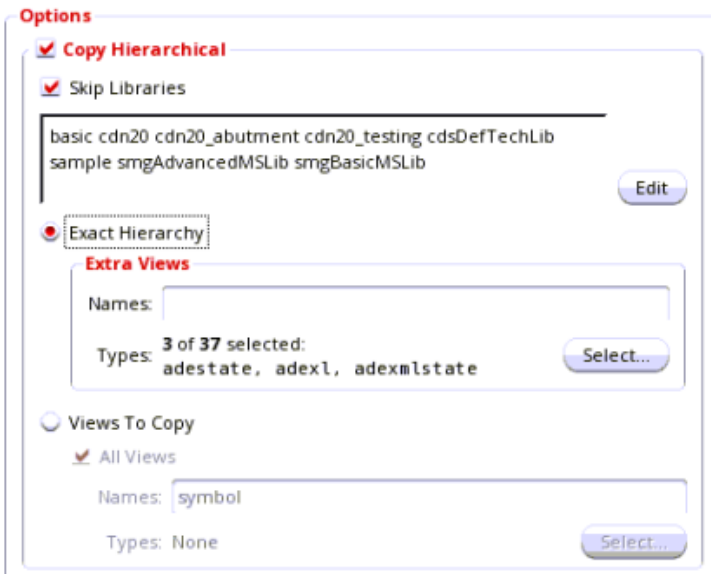 Options
Copy Hierarchical
Skip Libraries
basic cdn20 cdn20_abutment cdn20_testing cdsDefTechLib
sample smgAdvancedMSLib smgBasicMSLib
Edit
Exact Hierarchy
Extra Views
Names:
Types: 3 of 37 selected:
adestate, adexl, adexmlstate
Select...
Views To Copy
All Views
Names: symbol
Types: None
Select...